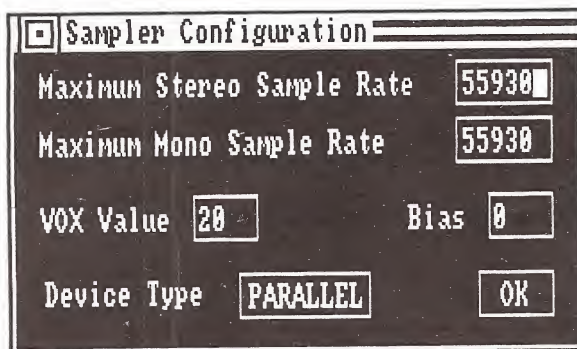 Sampler Configuration
Maximum Stereo Sample Rate 55930
Maximum Mono Sample Rate 55930
VOX Value 20 Bias 0
Device Type PARALLEL OK